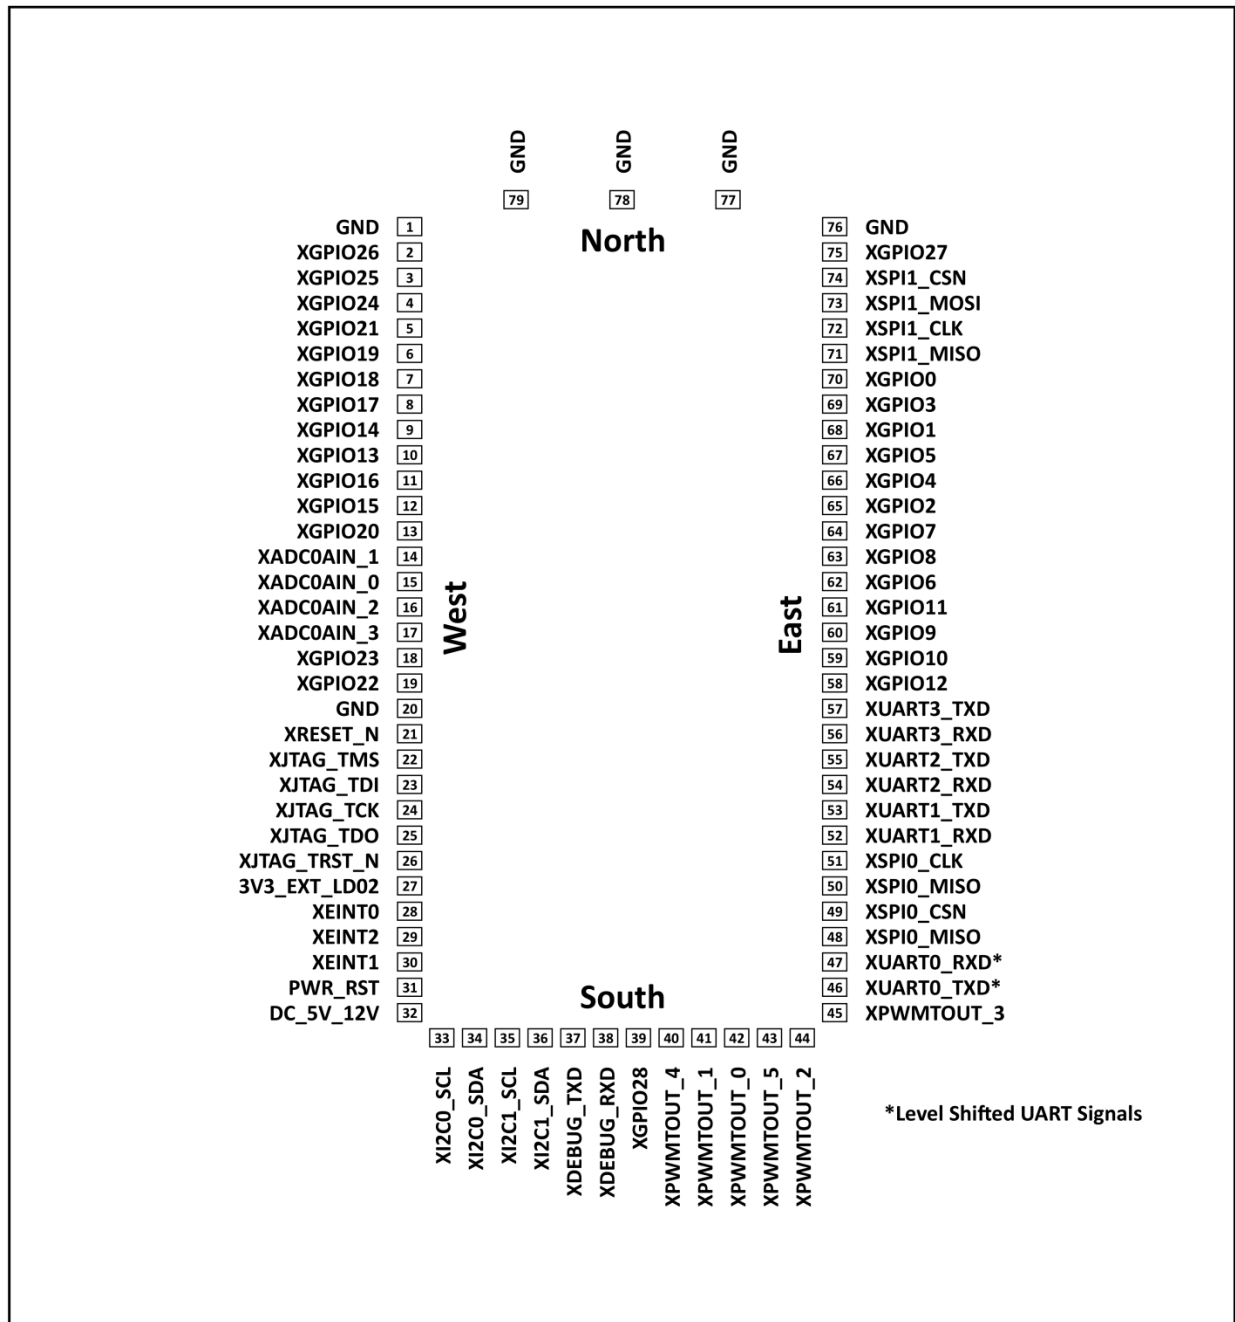 GND GND GND
79 78 77
North
GND 1 76 GND
XGPIO26 2 75 XGPIO27
XGPIO25 3 74 XSPI1_CSN
XGPIO24 4 73 XSPI1_MOSI
XGPIO21 5 72 XSPI1_CLK
XGPIO19 6 71 XSPI1_MISO
XGPIO18 7 70 XGPIO0
XGPIO17 8 69 XGPIO3
XGPIO14 9 68 XGPIO1
XGPIO13 10 67 XGPIO5
XGPIO16 11 66 XGPIO4
XGPIO15 12 65 XGPIO2
XGPIO20 13 64 XGPIO7
XADC0AIN_1 14 63 XGPIO8
XADC0AIN_0 15 62 XGPIO6
XADC0AIN_2 16 61 XGPIO11
XADC0AIN_3 17 60 XGPIO9
West East
XGPIO23 18 59 XGPIO10
XGPIO22 19 58 XGPIO12
GND 20 57 XUART3_TXD
XRESET_N 21 56 XUART3_RXD
XJTAG_TMS 22 55 XUART2_TXD
XJTAG_TDI 23 54 XUART2_RXD
XJTAG_TCK 24 53 XUART1_TXD
XJTAG_TDO 25 52 XUART1_RXD
XJTAG_TRST_N 26 51 XSPI0_CLK
3V3_EXT_LD02 27 50 XSPI0_MISO
XEINT0 28 49 XSPI0_CSN
XEINT2 29 48 XSPI0_MISO
XEINT1 30 47 XUART0_RXD*
PWR_RST 31 46 XUART0_TXD*
DC_5V_12V 32 45 XPWMTOUT_3
South
33 34 35 36 37 38 39 40 41 42 43 44
XI2C0_SCL
XI2C0_SDA
XI2C1_SCL
XI2C1_SDA
XDEBUG_TXD
XDEBUG_RXD
XGPIO28
XPWMTOUT_4
XPWMTOUT_1
XPWMTOUT_0
XPWMTOUT_5
XPWMTOUT_2
*Level Shifted UART Signals